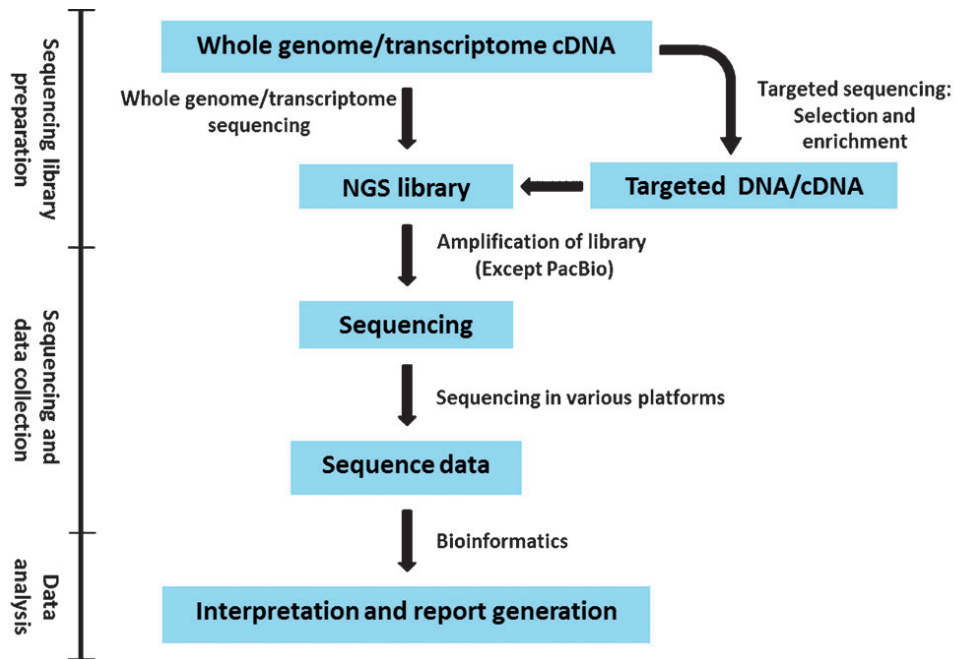 Sequencing library
preparation
Whole genome/transcriptome cDNA
Whole genome/transcriptome
sequencing
Targeted sequencing:
Selection and
enrichment
NGS library
Targeted DNA/cDNA
Amplification of library
(Except PacBio)
Sequencing and
data collection
Sequencing
Sequencing in various platforms
Sequence data
Bioinformatics
Data
analysis
Interpretation and report generation